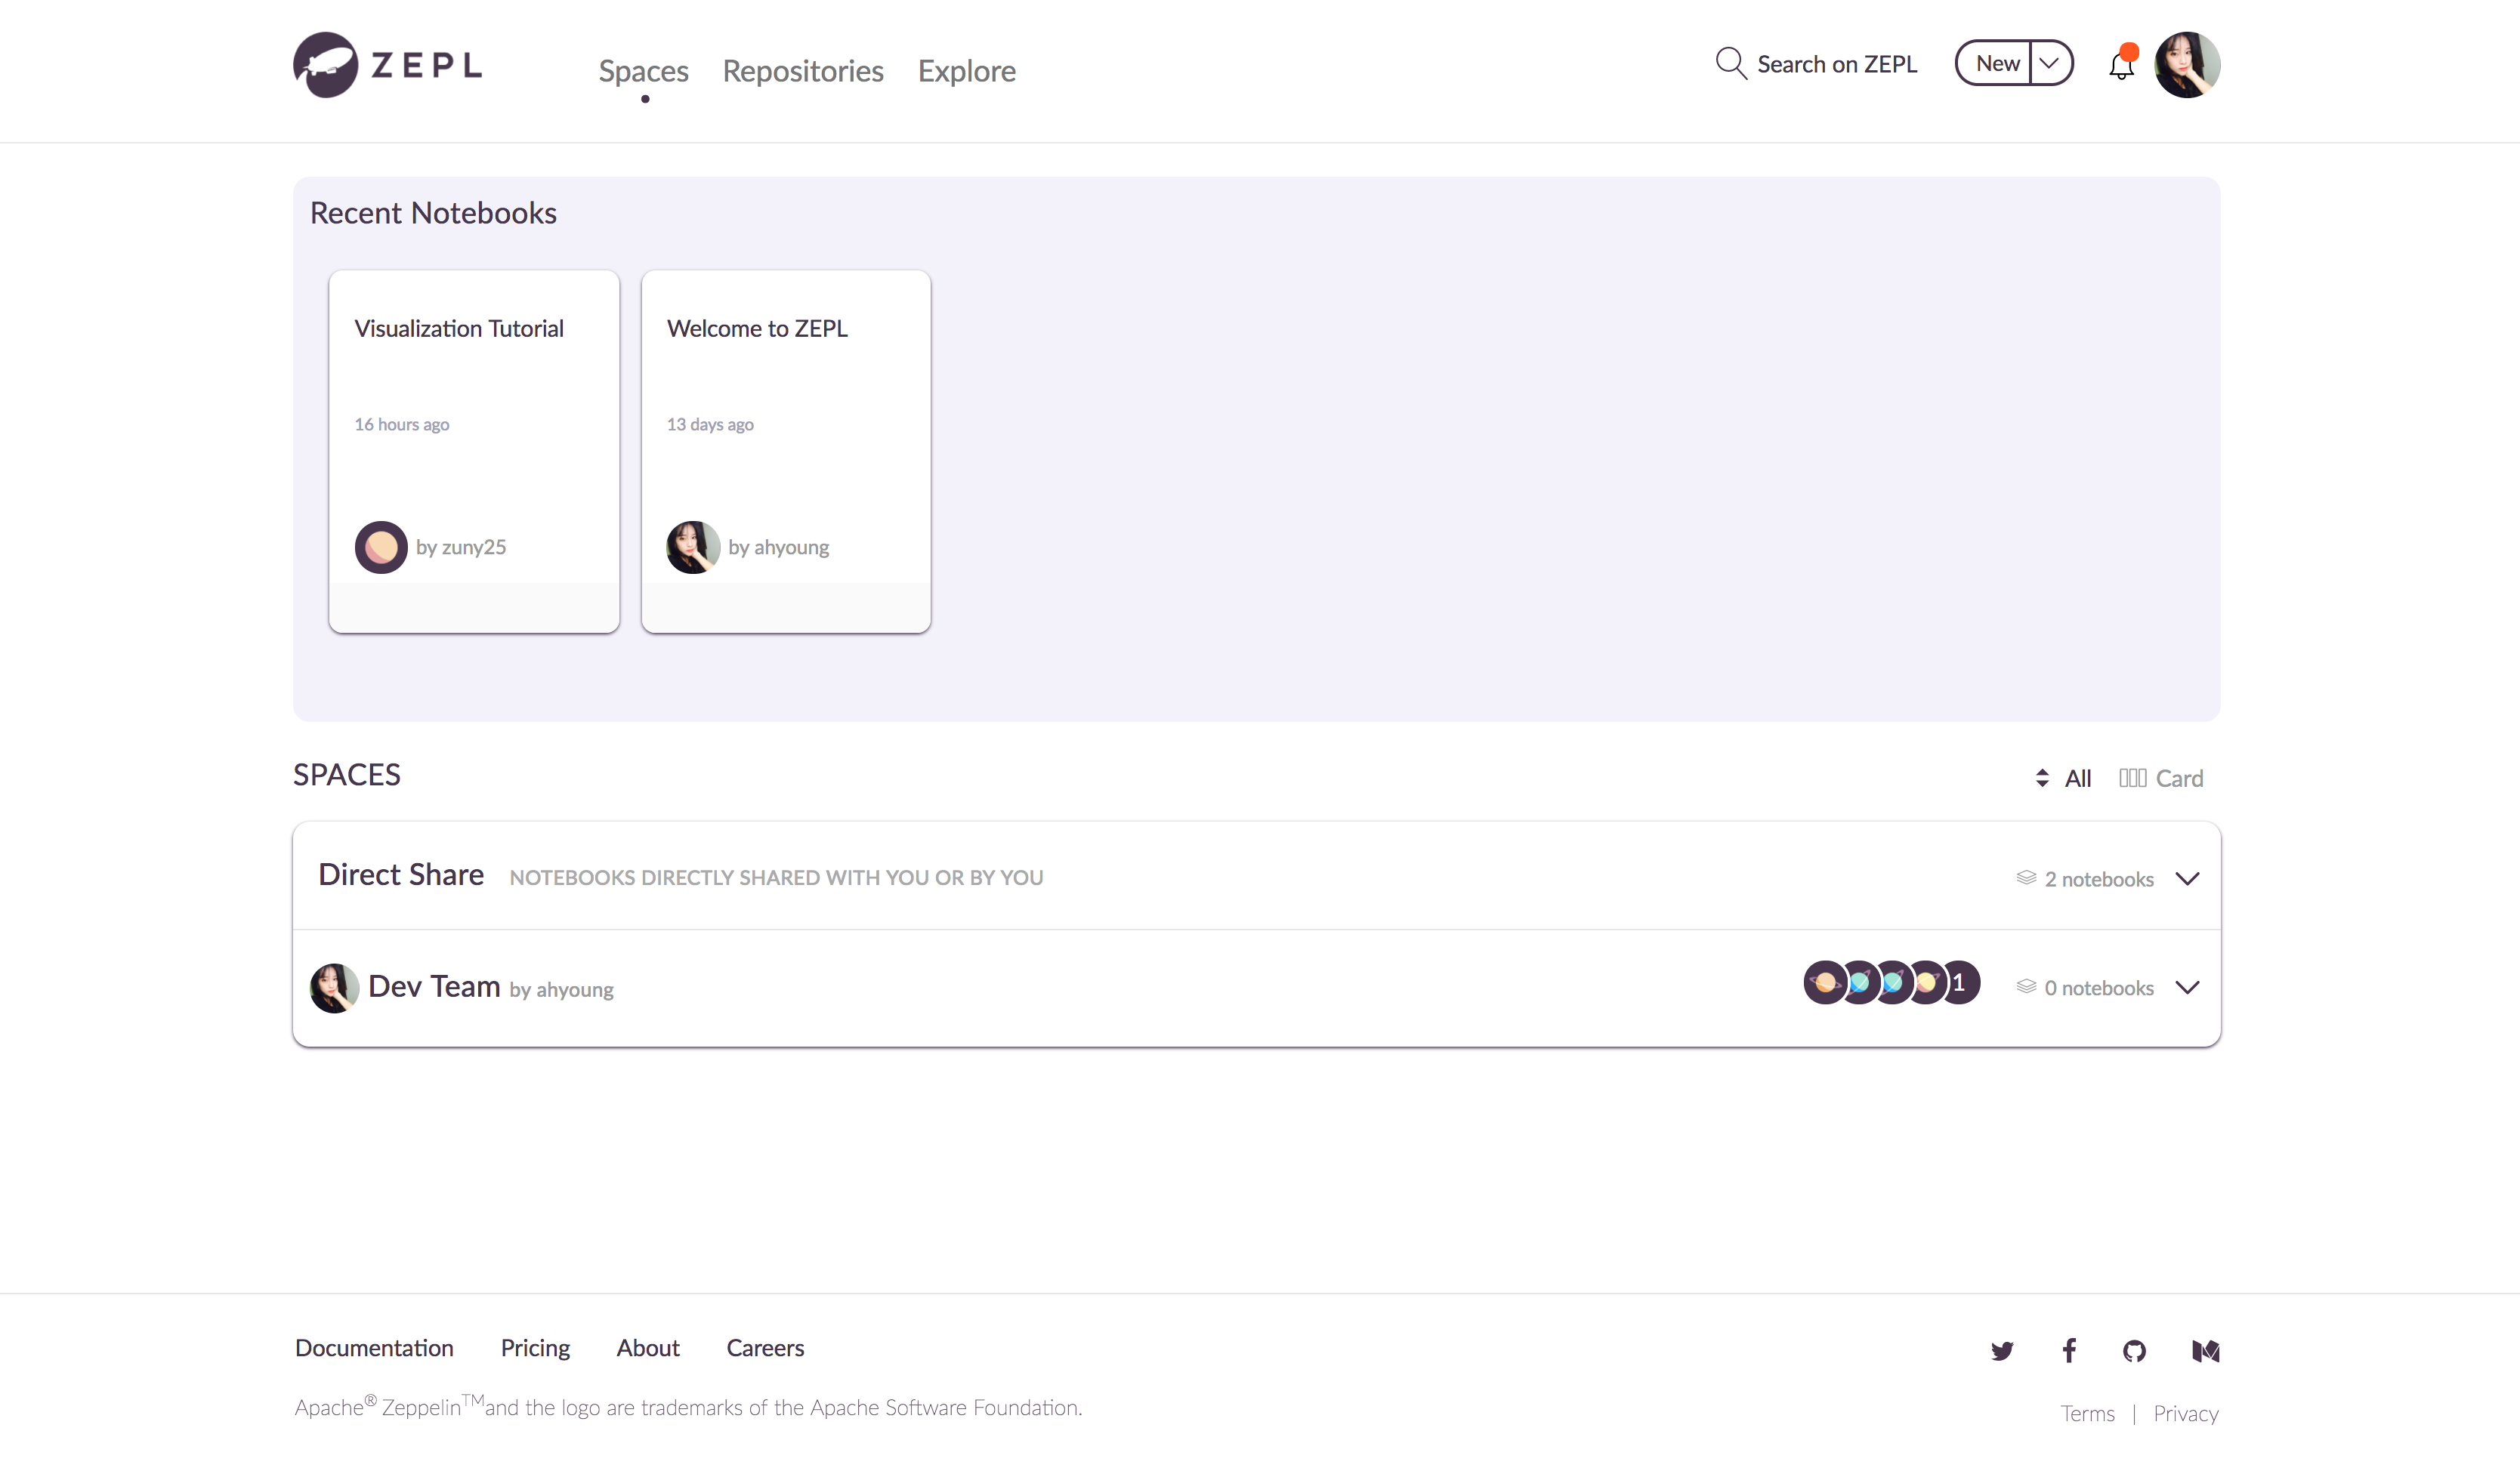 ZEPL
Spaces Repositories Explore
Search on ZEPL
New
Recent Notebooks
Visualization Tutorial
16 hours ago
by zuny25
Welcome to ZEPL
13 days ago
by ahyoung
SPACES
All Card
Direct Share NOTEBOOKS DIRECTLY SHARED WITH YOU OR BY YOU
2 notebooks
Dev Team by ahyoung
1
0 notebooks
Documentation Pricing About Careers
Apache® Zeppelin™and the logo are trademarks of the Apache Software Foundation.
Terms | Privacy